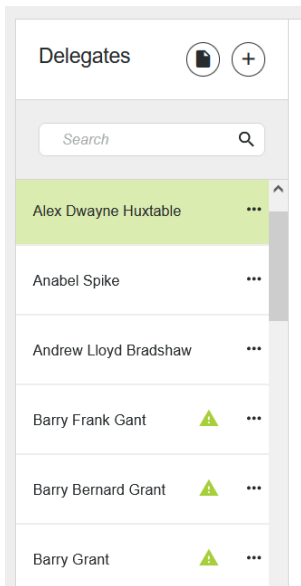 Delegates
Search
Alex Dwayne Huxtable
Anabel Spike
Andrew Lloyd Bradshaw
Barry Frank Gant
Barry Bernard Grant
Barry Grant